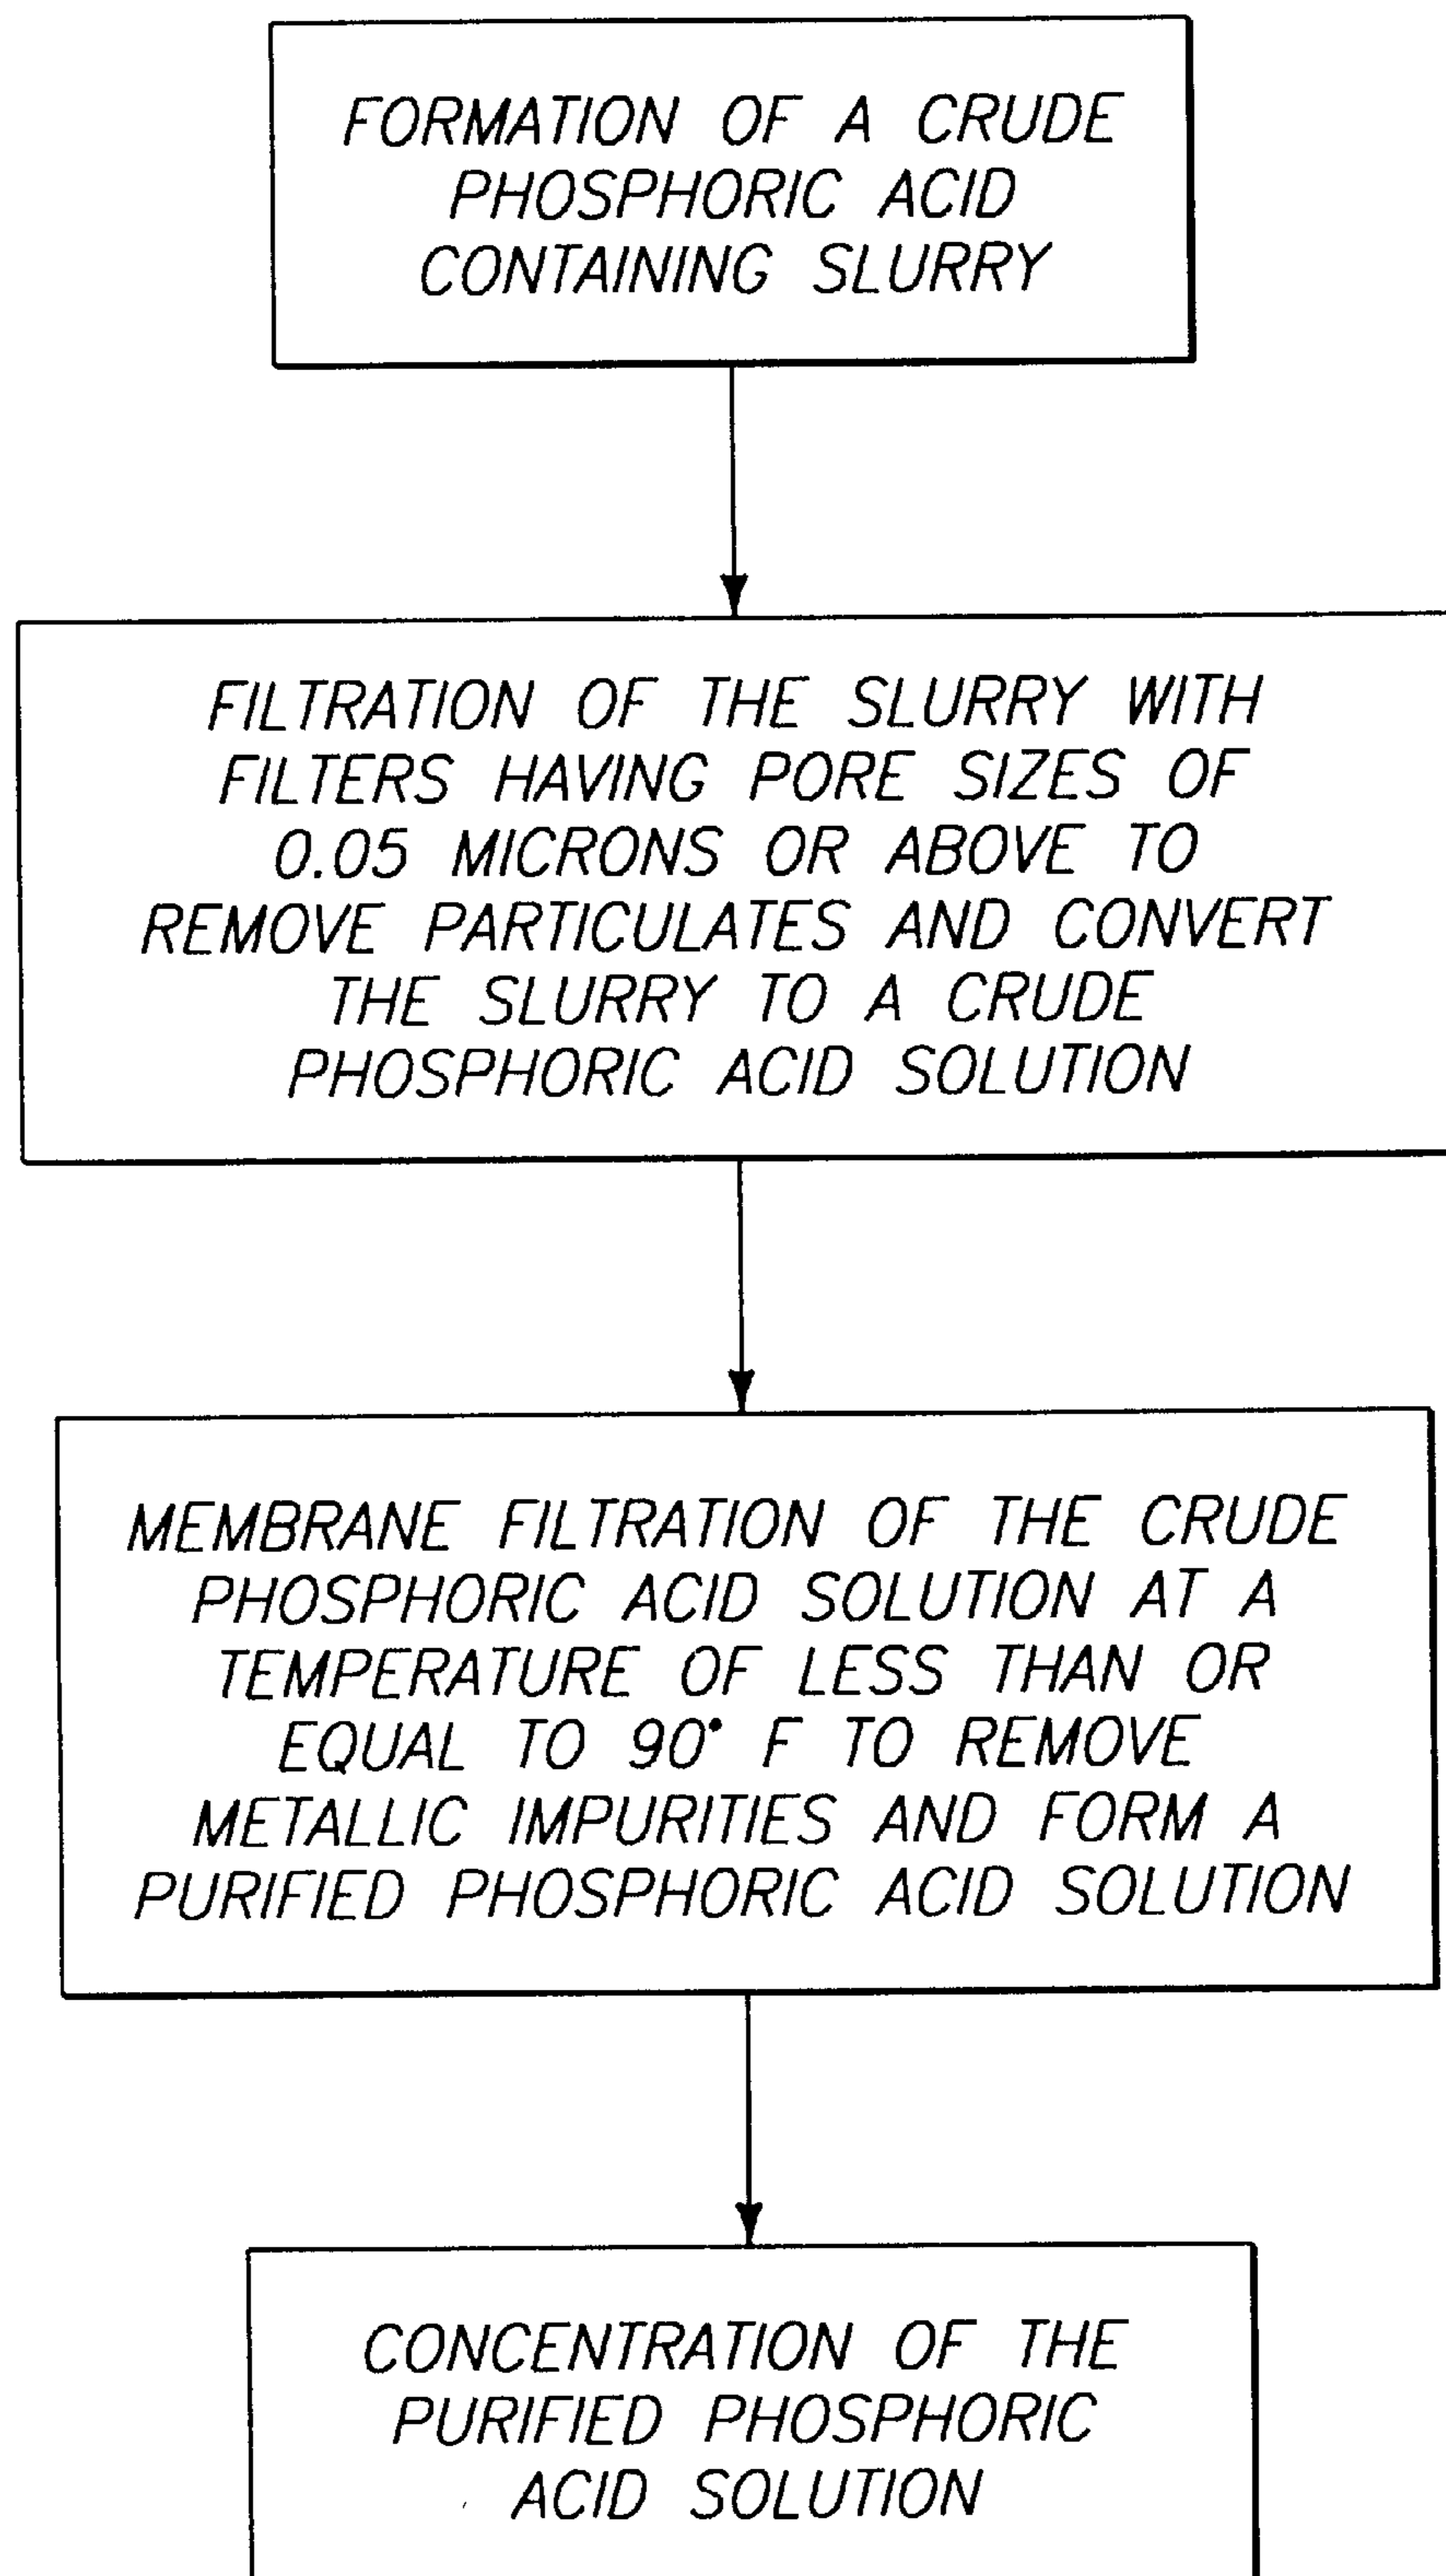 FORMATION OF A CRUDE
PHOSPHORIC ACID
CONTAINING SLURRY
FILTRATION OF THE SLURRY WITH
FILTERS HAVING PORE SIZES OF
0.05 MICRONS OR ABOVE TO
REMOVE PARTICULATES AND CONVERT
THE SLURRY TO A CRUDE
PHOSPHORIC ACID SOLUTION
MEMBRANE FILTRATION OF THE CRUDE
PHOSPHORIC ACID SOLUTION AT A
TEMPERATURE OF LESS THAN OR
EQUAL TO 90° F TO REMOVE
METALLIC IMPURITIES AND FORM A
PURIFIED PHOSPHORIC ACID SOLUTION
CONCENTRATION OF THE
PURIFIED PHOSPHORIC
ACID SOLUTION